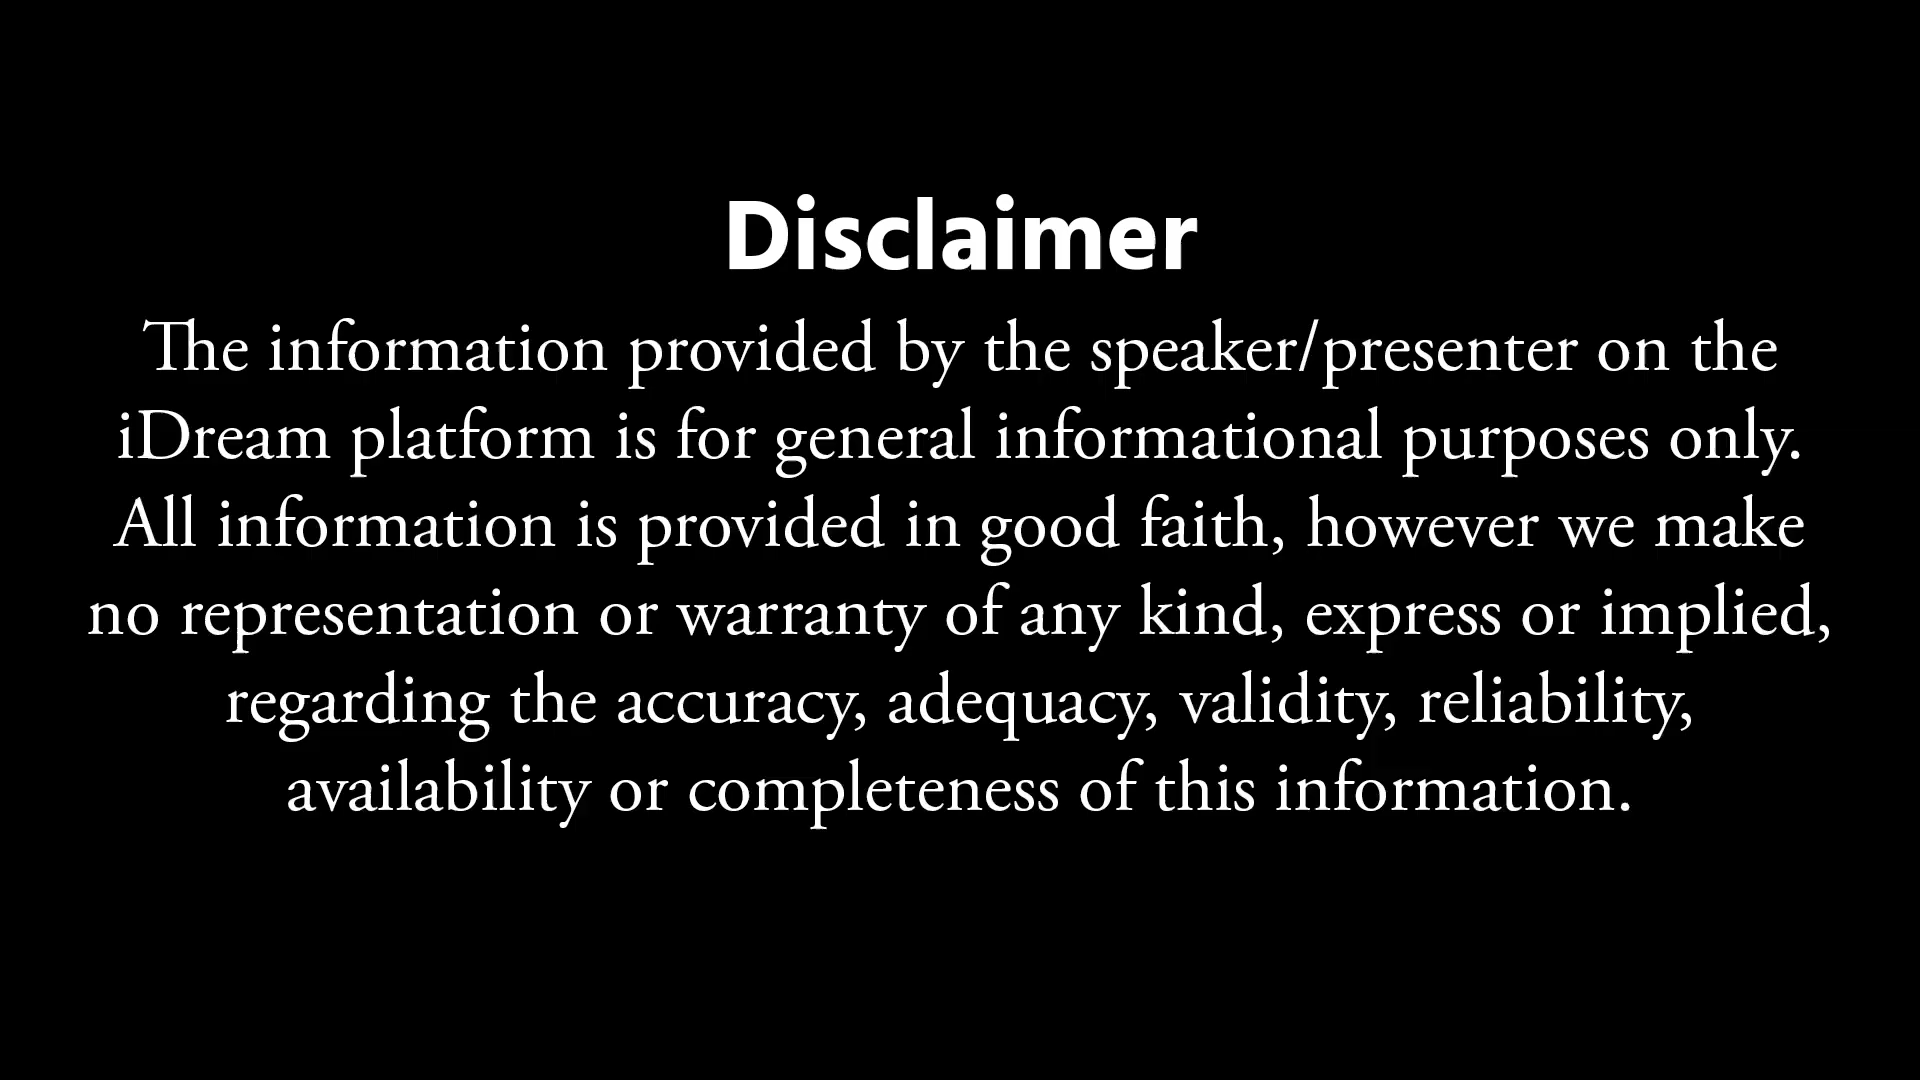 Disclaimer
The information provided by the speaker/presenter on the
iDream platform is for general informational purposes only.
All information is provided in good faith, however we make
no representation or warranty of any kind, express or implied,
regarding the accuracy, adequacy, validity, reliability,
availability or completeness of this information.